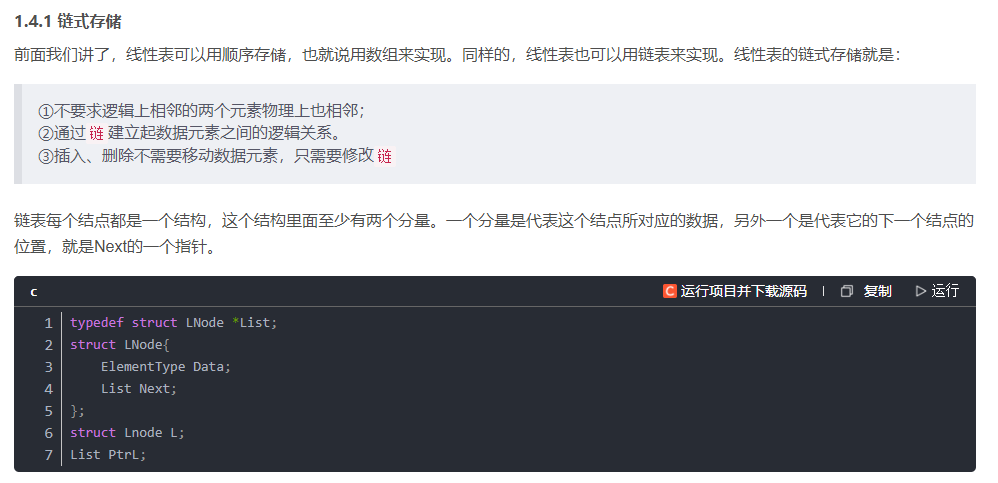 1.4.1 链式存储
前面我们讲了，线性表可以用顺序存储，也就说用数组来实现。同样的，线性表也可以用链表来实现。线性表的链式存储就是：
①不要求逻辑上相邻的两个元素物理上也相邻；
②通过 链 建立起数据元素之间的逻辑关系。
③插入、删除不需要移动数据元素，只需要修改 链
链表每个结点都是一个结构，这个结构里面至少有两个分量。一个分量是代表这个结点所对应的数据，另外一个是代表它的下一个结点的
位置，就是Next的一个指针。
c C 运行项目并下载源码 复制 运行
1 typedef struct LNode *List;
2 struct LNode{
3     ElementType Data;
4     List Next;
5 };
6 struct Lnode L;
7 List PtrL;